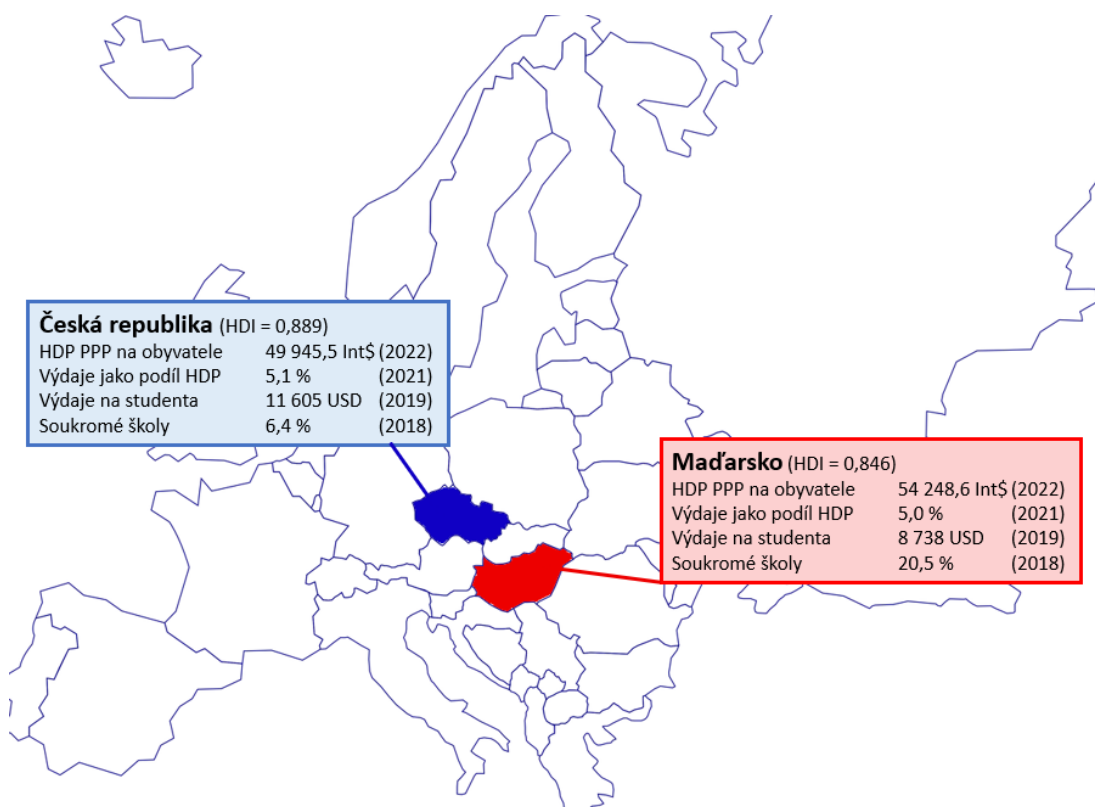 Česká republika (HDI = 0,889)
HDP PPP na obyvatele 49 945,5 Int$ (2022)
Výdaje jako podíl HDP 5,1 % (2021)
Výdaje na studenta 11 605 USD (2019)
Soukromé školy 6,4 % (2018)
Maďarsko (HDI = 0,846)
HDP PPP na obyvatele 54 248,6 Int$ (2022)
Výdaje jako podíl HDP 5,0 % (2021)
Výdaje na studenta 8 738 USD (2019)
Soukromé školy 20,5 % (2018)